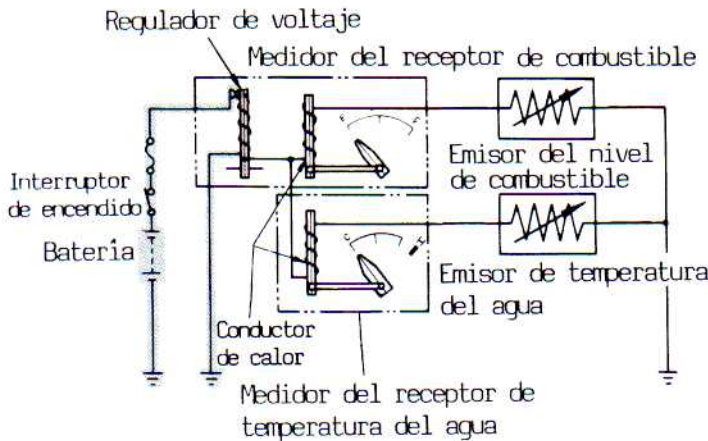 Regulador de voltaje
Medidor del receptor de combustible
E
F
Emisor del nivel
de combustible
Interruptor
de encendido
Batería
C
H
Emisor de temperatura
del agua
Conductor
de calor
Medidor del receptor de
temperatura del agua